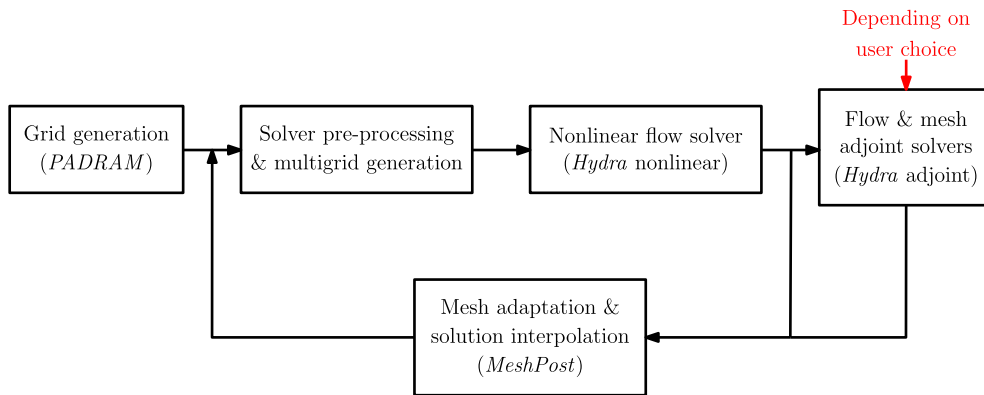 Depending on
user choice
Grid generation
(PADRAM)
Solver pre-processing
& multigrid generation
Nonlinear flow solver
(Hydra nonlinear)
Flow & mesh
adjoint solvers
(Hydra adjoint)
Mesh adaptation &
solution interpolation
(MeshPost)